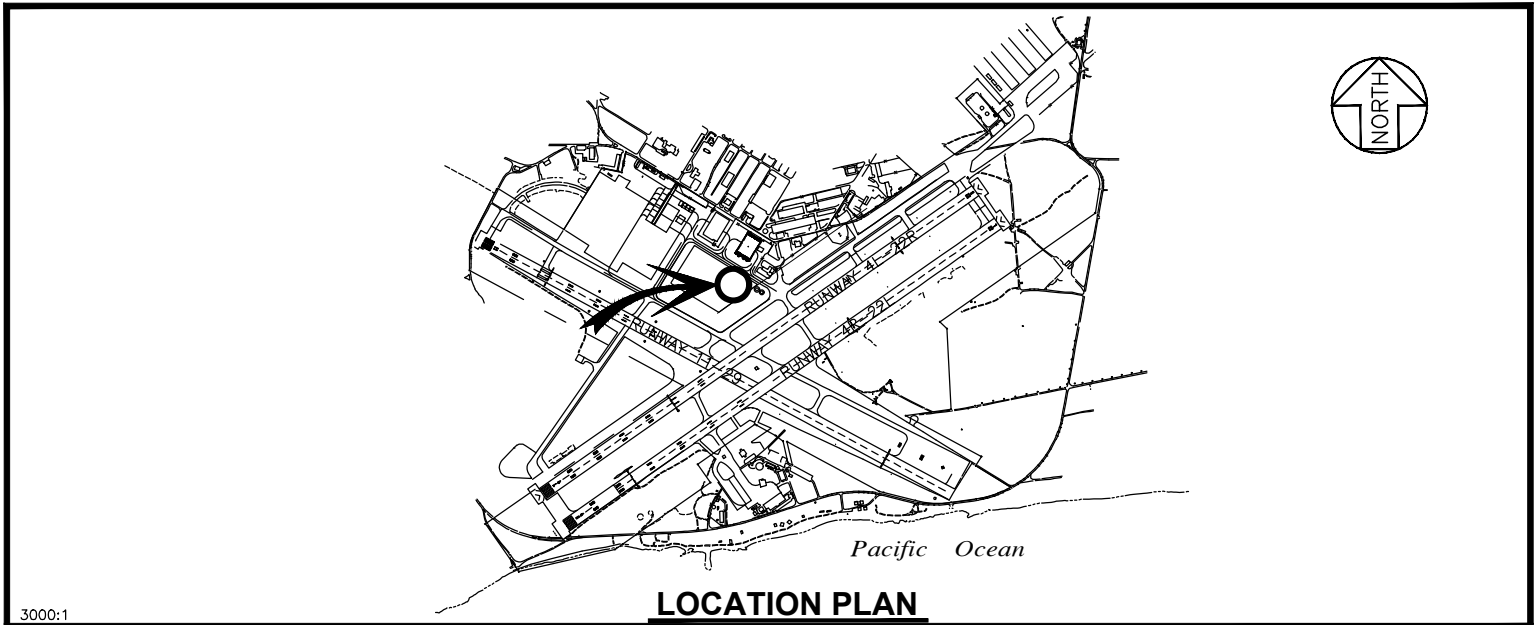 NORTH
RUNWAY 4L-22R
RUNWAY 4R-22L
RUNWAY 11-29
Pacific Ocean
3000:1
LOCATION PLAN